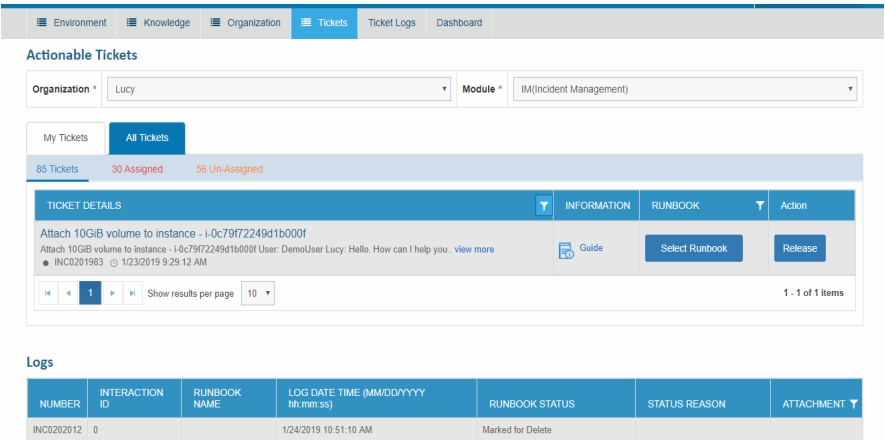 Environment Knowledge Organization Tickets Ticket Logs Dashboard
Actionable Tickets
Organization * Lucy Module * IM(Incident Management)
My Tickets All Tickets
85 Tickets 30 Assigned 56 Un-Assigned
TICKET DETAILS INFORMATION RUNBOOK Action
Attach 10GiB volume to instance - i-0c79f72249d1b000f
Attach 10GiB volume to instance - i-0c79f72249d1b000f User: DemoUser Lucy: Hello. How can I help you.. view more
Guide Select Runbook Release
INC0201983 1/23/2019 9:29:12 AM
1 Show results per page 10 1 - 1 of 1 items
Logs
NUMBER INTERACTION ID RUNBOOK NAME LOG DATE TIME (MM/DD/YYYY hh:mm:ss) RUNBOOK STATUS STATUS REASON ATTACHMENT
INC0202012 0 1/24/2019 10:51:10 AM Marked for Delete